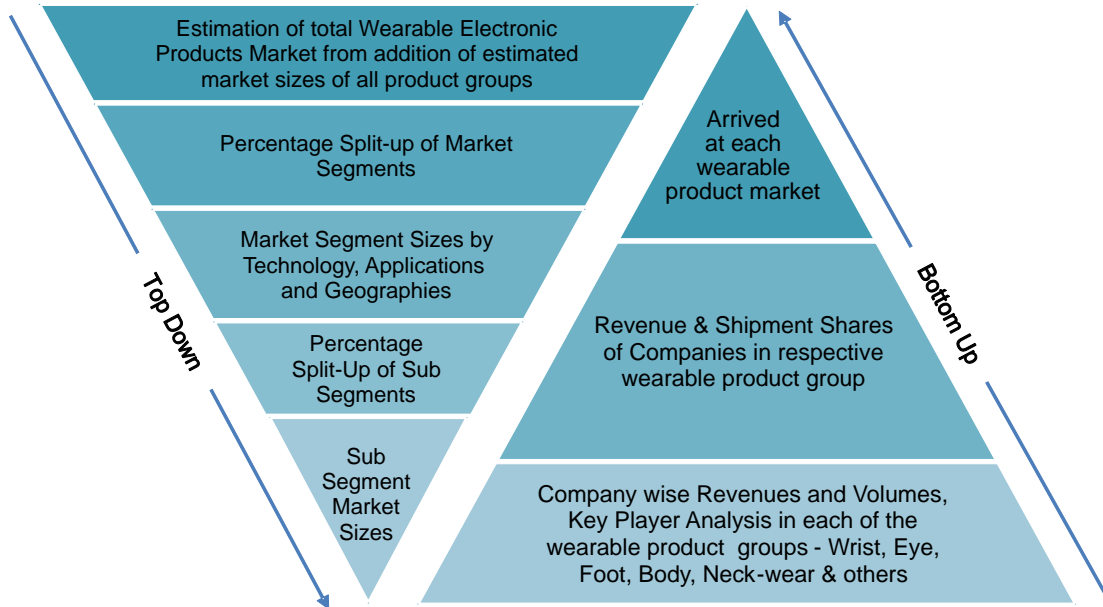 Estimation of total Wearable Electronic
Products Market from addition of estimated
market sizes of all product groups
Percentage Split-up of Market
Segments
Market Segment Sizes by
Technology, Applications
and Geographies
Percentage
Split-Up of Sub
Segments
Sub
Segment
Market
Sizes
Top Down
Arrived
at each
wearable
product market
Revenue & Shipment Shares
of Companies in respective
wearable product group
Company wise Revenues and Volumes,
Key Player Analysis in each of the
wearable product groups - Wrist, Eye,
Foot, Body, Neck-wear & others
Bottom Up